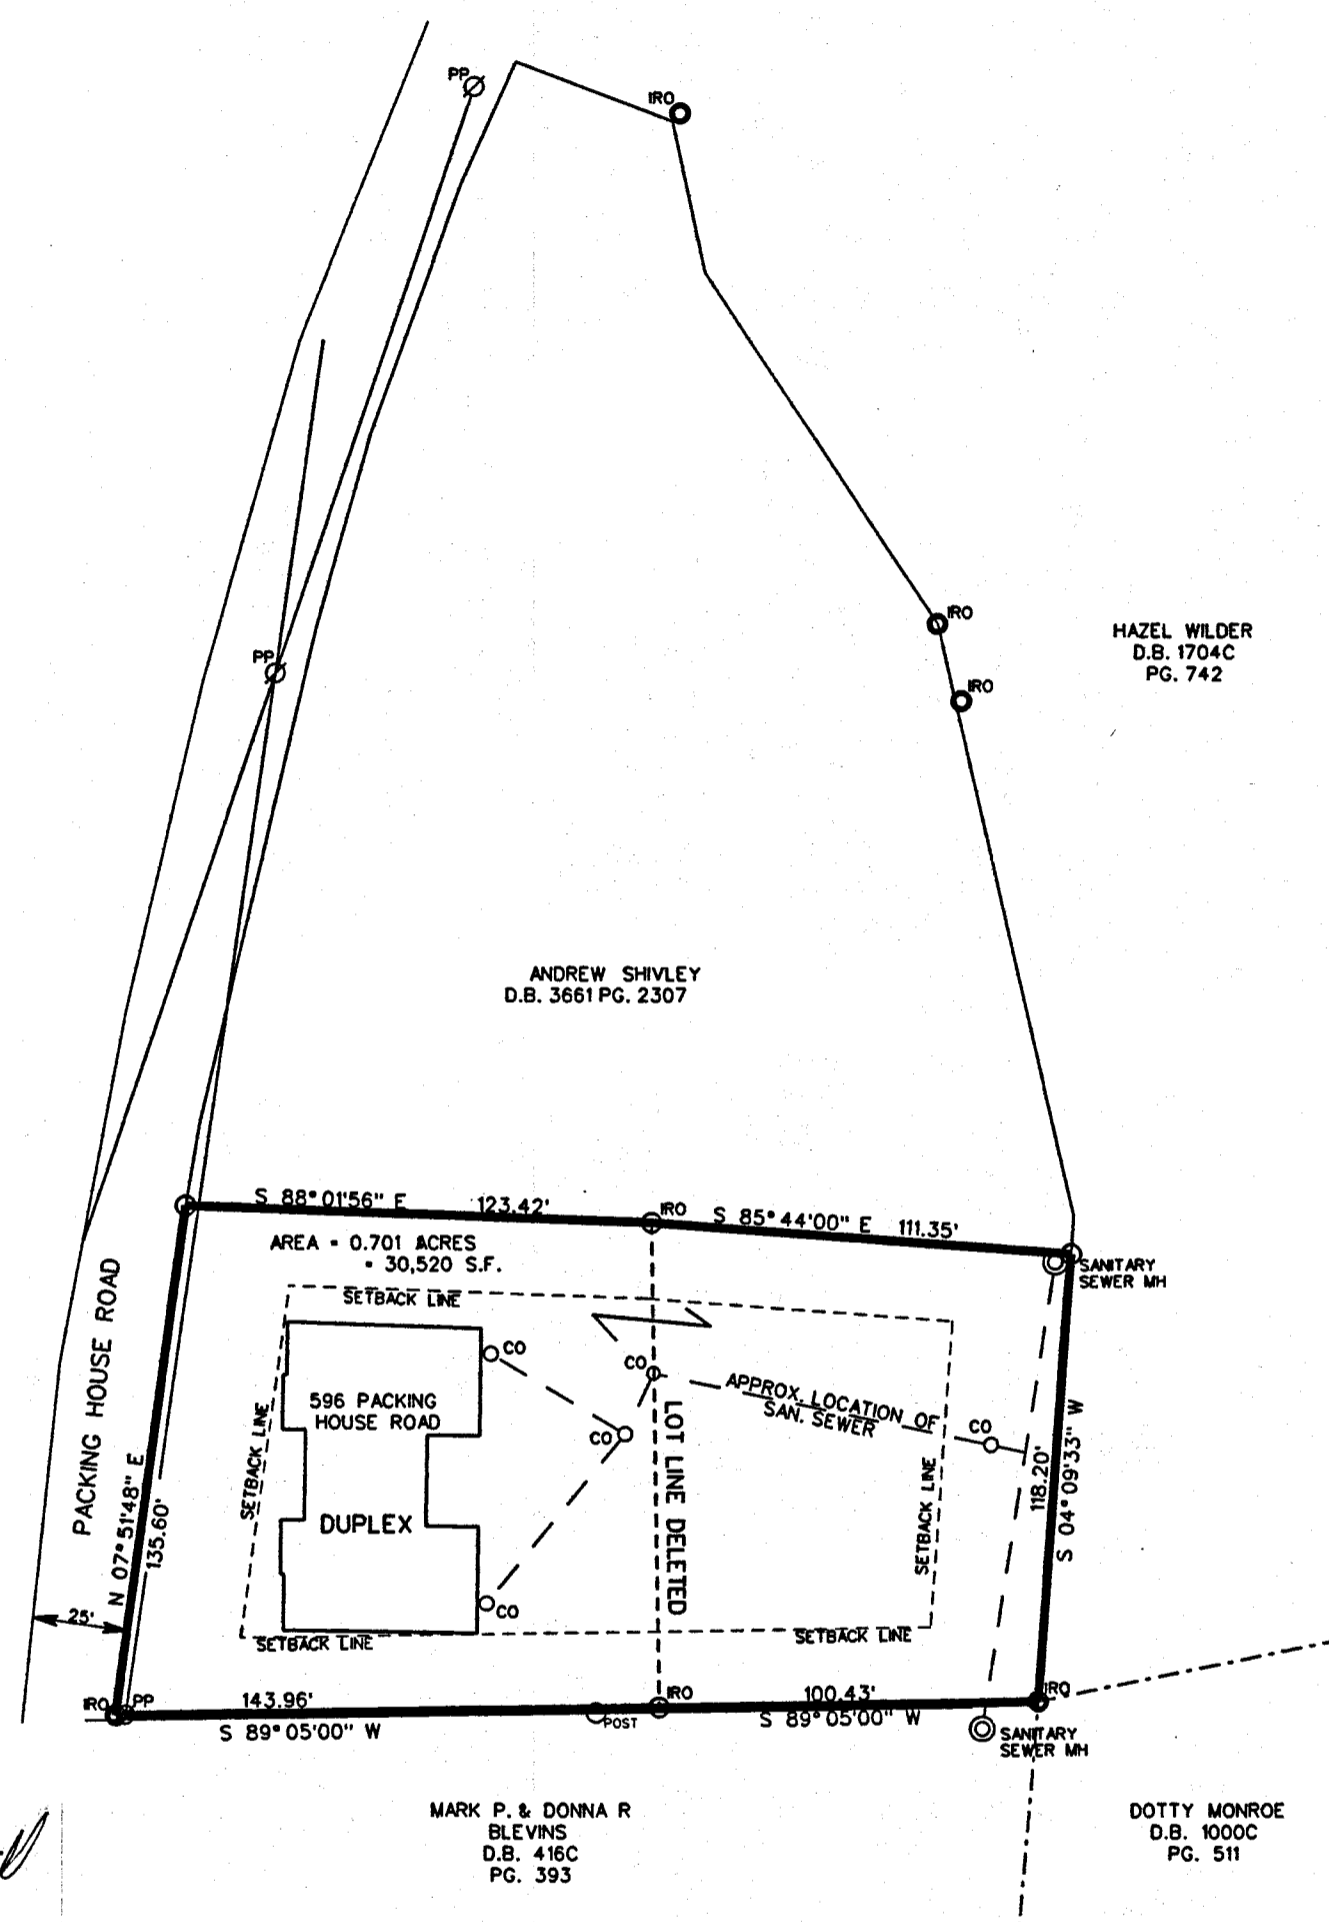 PP
IRO
IRO
HAZEL WILDER
D.B. 1704C
PG. 742
PP
IRO
ANDREW SHIVLEY
D.B. 3661 PG. 2307
S 88° 01'56" E 123.42'
IRO
S 85° 44'00" E 111.35'
AREA = 0.701 ACRES
= 30,520 S.F.
SANITARY
SEWER MH
SETBACK LINE
PACKING HOUSE ROAD
CO
CO
596 PACKING
HOUSE ROAD
APPROX. LOCATION OF
SAN. SEWER
CO
CO
SETBACK LINE
LOT LINE DELETED
DUPLEX
SETBACK LINE
118.20'
S 04° 09'33" W
N 07° 51'48" E
135.60'
25'
CO
SETBACK LINE
SETBACK LINE
IRO
PP
143.96'
S 89° 05'00" W
POST
IRO
100.43'
S 89° 05'00" W
IRO
SANITARY
SEWER MH
MARK P. & DONNA R
BLEVINS
D.B. 416C
PG. 393
DOTTY MONROE
D.B. 1000C
PG. 511